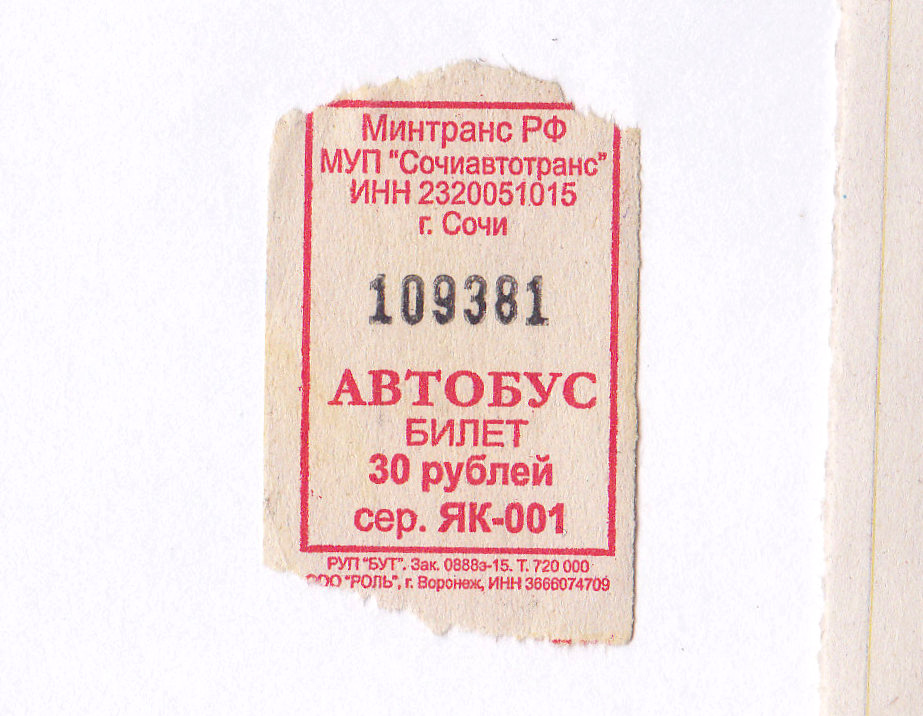 Минтранс РФ
МУП "Сочиавтотранс"
ИНН 2320051015
г. Сочи
109381
АВТОБУС
БИЛЕТ
30 рублей
сер. ЯК-001
РУП "БУТ". Зак. 0888з-15. Т. 720 000
ООО "РОЛЬ", г. Воронеж, ИНН 3666074709